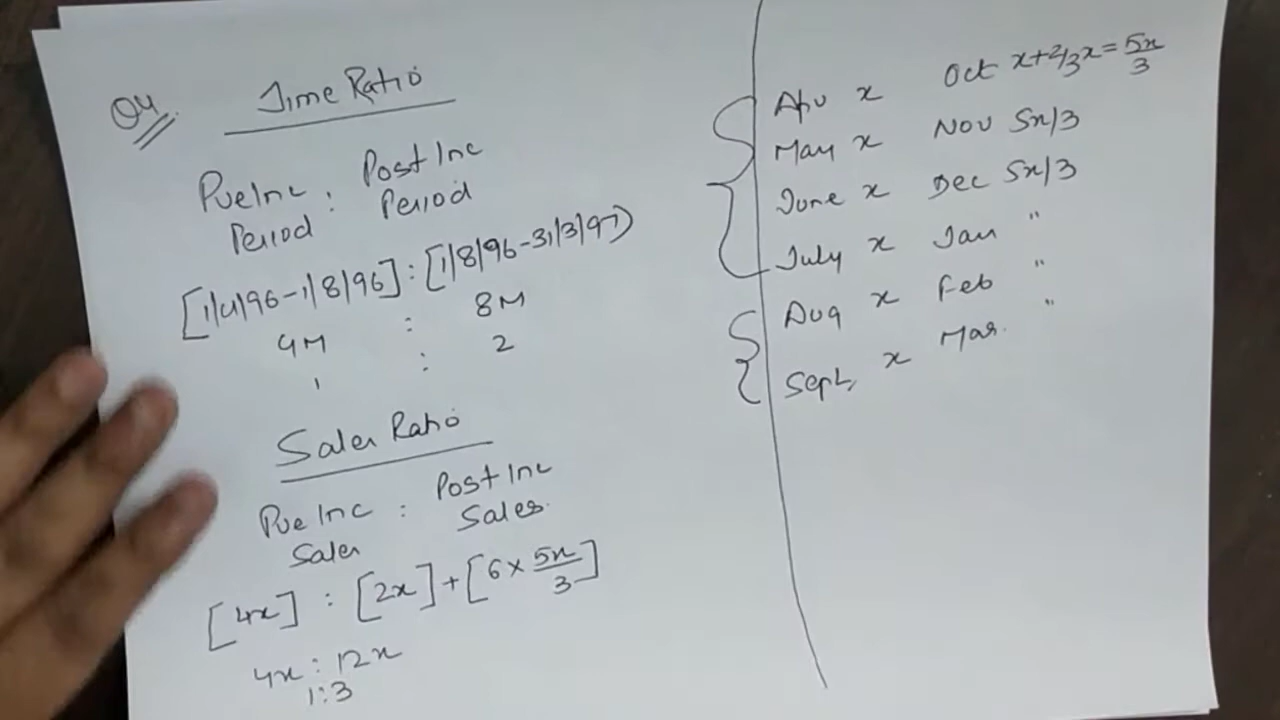 Q4.
Time Ratio
Pre Inc : Post Inc
Period Period
[1/4/96-1/8/96] : [1/8/96-31/3/97)
4M : 8M
1 : 2
Sales Ratio
Pre Inc : Post Inc
Sales Sales.
[4x] : [2x] + [6 × 5x/3]
4x : 12x
1:3
Apr x Oct x+2/3x = 5x/3
May x Nov 5x/3
June x Dec 5x/3
July x Jan "
Aug x Feb "
Sept, x Mar. "